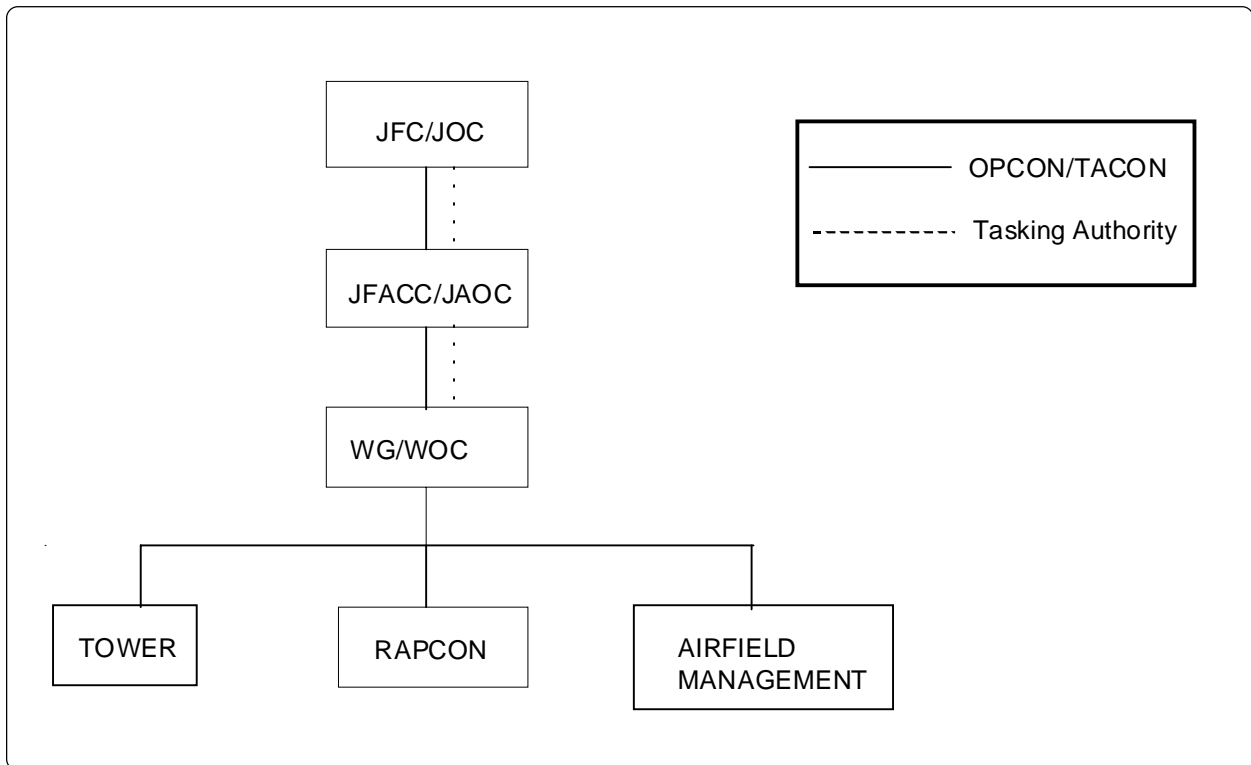 JFC/JOC
OPCON/TACON
Tasking Authority
JFACC/JAOC
WG/WOC
TOWER
RAPCON
AIRFIELD
MANAGEMENT